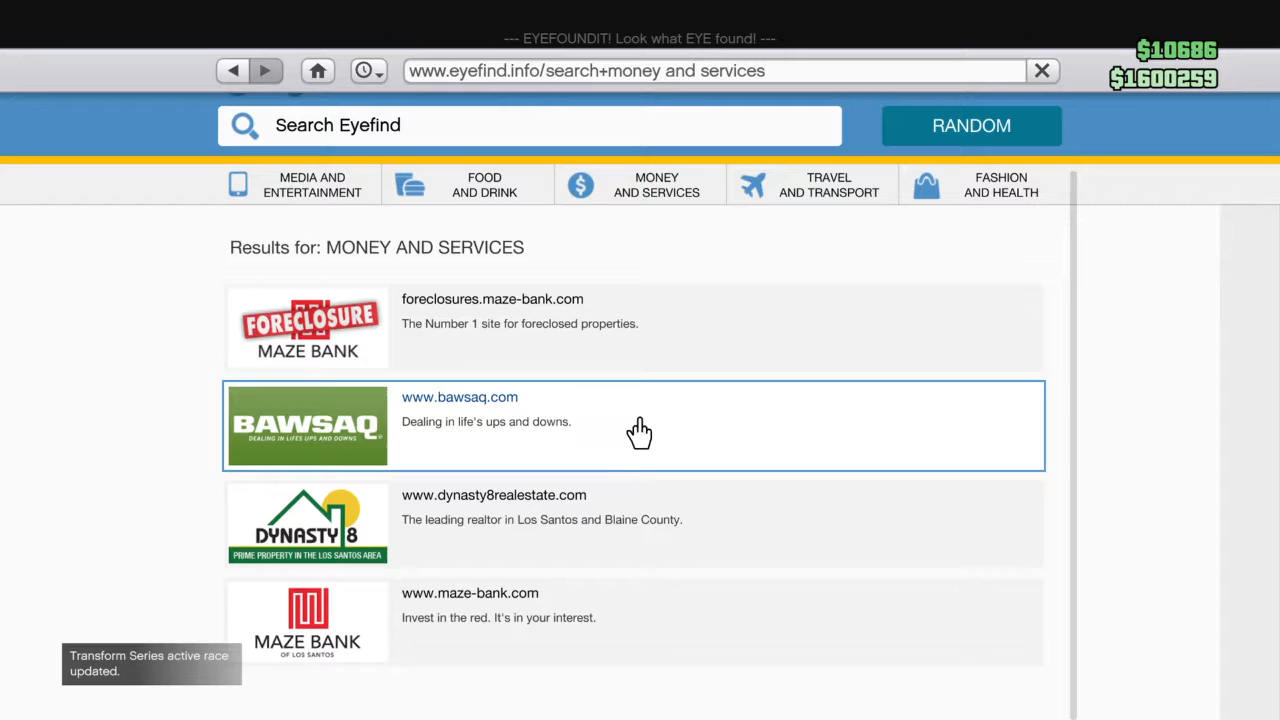 --- EYEFOUNDIT! Look what EYE found! ---
$10686
www.eyefind.info/search+money and services
$1600259
Search Eyefind
RANDOM
MEDIA AND
ENTERTAINMENT
FOOD
AND DRINK
MONEY
AND SERVICES
TRAVEL
AND TRANSPORT
FASHION
AND HEALTH
Results for: MONEY AND SERVICES
FORECLOSURE
MAZE BANK
foreclosures.maze-bank.com
The Number 1 site for foreclosed properties.
BAWSAQ
DEALING IN LIFES UPS AND DOWNS
www.bawsaq.com
Dealing in life's ups and downs.
DYNASTY 8
PRIME PROPERTY IN THE LOS SANTOS AREA
www.dynasty8realestate.com
The leading realtor in Los Santos and Blaine County.
MAZE BANK
OF LOS SANTOS
www.maze-bank.com
Invest in the red. It's in your interest.
Transform Series active race
updated.